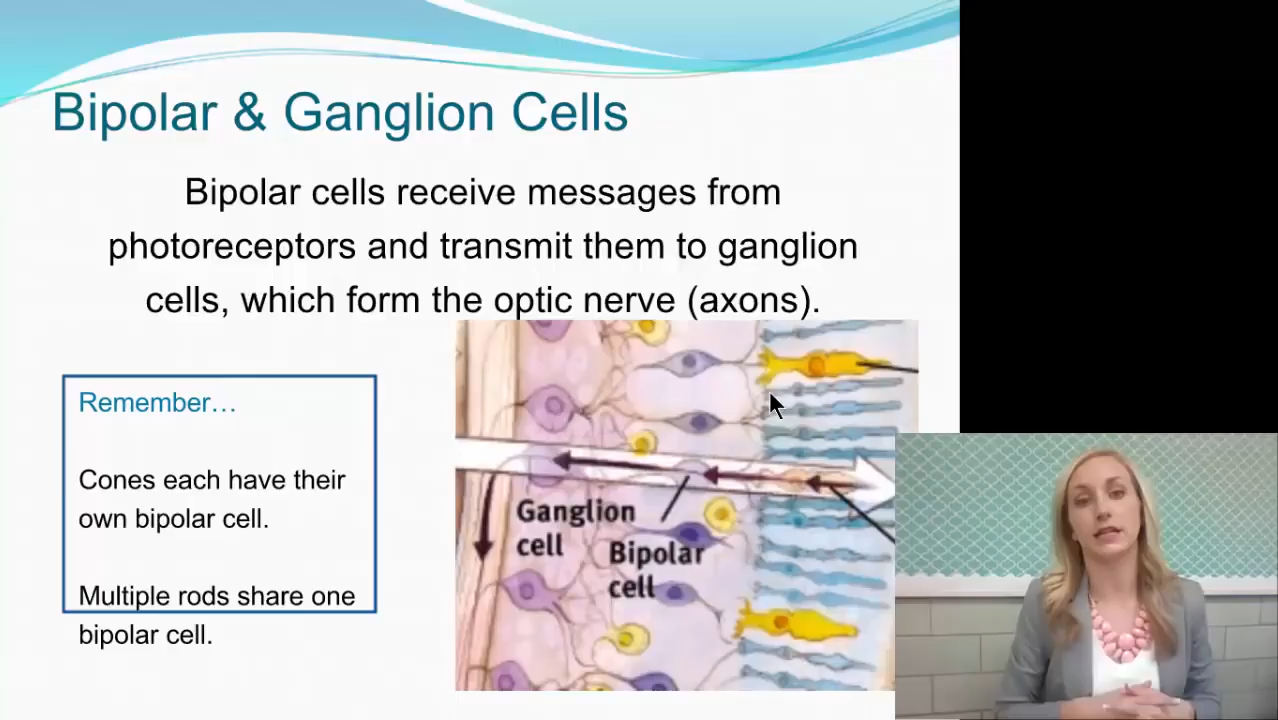 Bipolar & Ganglion Cells
Bipolar cells receive messages from
photoreceptors and transmit them to ganglion
cells, which form the optic nerve (axons).
Remember…
Cones each have their
own bipolar cell.
Multiple rods share one
bipolar cell.
Ganglion
cell
Bipolar
cell